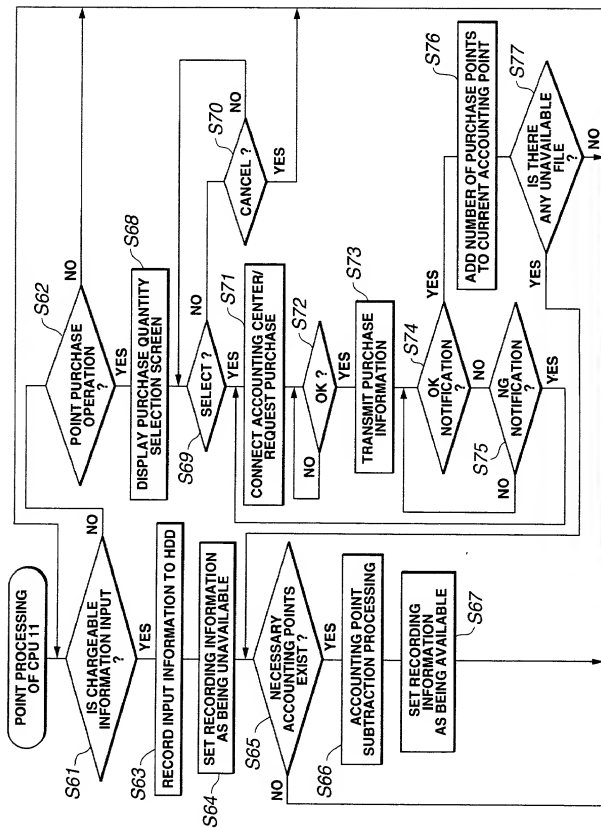 POINT PROCESSING
OF CPU 11
S61
IS CHARGEABLE
INFORMATION INPUT
?
NO
YES
S63
RECORD INPUT INFORMATION TO HDD
S64
SET RECORDING INFORMATION
AS BEING UNAVAILABLE
S65
NECESSARY
ACCOUNTING POINTS
EXIST ?
NO
YES
S66
ACCOUNTING POINT
SUBTRACTION PROCESSING
SET RECORDING
INFORMATION
AS BEING AVAILABLE
S67
S62
POINT PURCHASE
OPERATION
?
NO
YES
S68
DISPLAY PURCHASE QUANTITY
SELECTION SCREEN
S69
SELECT ?
NO
YES
S70
CANCEL ?
NO
YES
S71
CONNECT ACCOUNTING CENTER/
REQUEST PURCHASE
S72
OK ?
NO
YES
S73
TRANSMIT PURCHASE
INFORMATION
S74
OK
NOTIFICATION
?
YES
NO
S75
NG
NOTIFICATION
?
NO
YES
S76
ADD NUMBER OF PURCHASE POINTS
TO CURRENT ACCOUNTING POINT
S77
IS THERE
ANY UNAVAILABLE
FILE
?
YES
NO